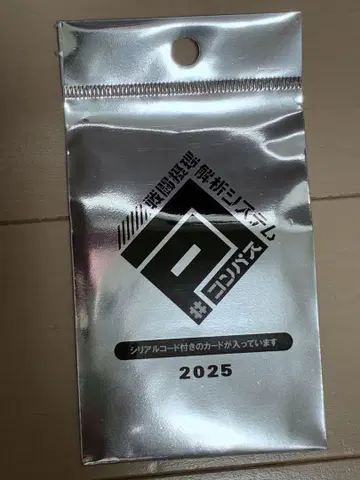 戦闘摂理
解析システム
#コンパス
シリアルコード付きのカードが入っています
2025